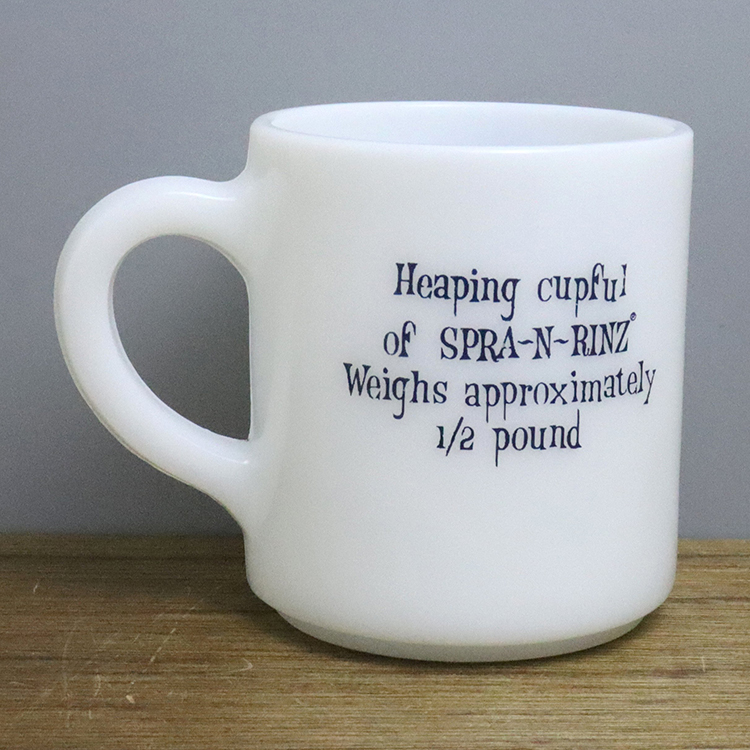 Heaping cupful
of SPRA~N~RINZ®
Weighs approximately
1/2 pound